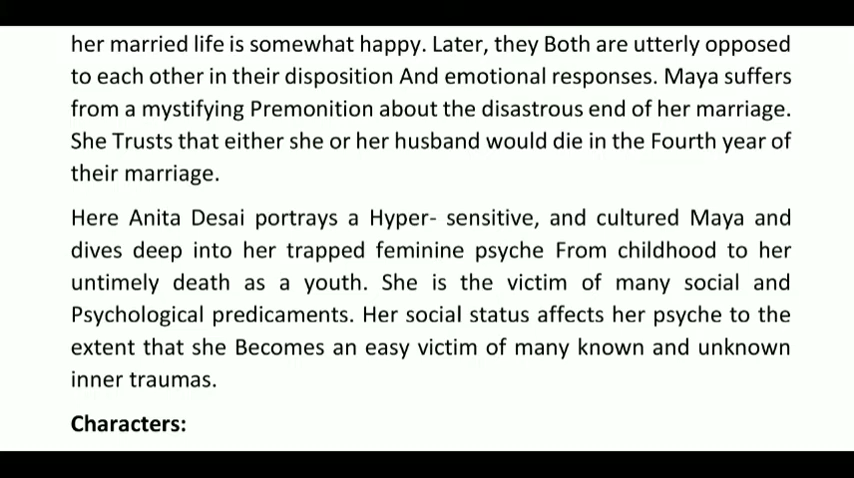 her married life is somewhat happy. Later, they Both are utterly opposed
to each other in their disposition And emotional responses. Maya suffers
from a mystifying Premonition about the disastrous end of her marriage.
She Trusts that either she or her husband would die in the Fourth year of
their marriage.
Here Anita Desai portrays a Hyper- sensitive, and cultured Maya and
dives deep into her trapped feminine psyche From childhood to her
untimely death as a youth. She is the victim of many social and
Psychological predicaments. Her social status affects her psyche to the
extent that she Becomes an easy victim of many known and unknown
inner traumas.
Characters: